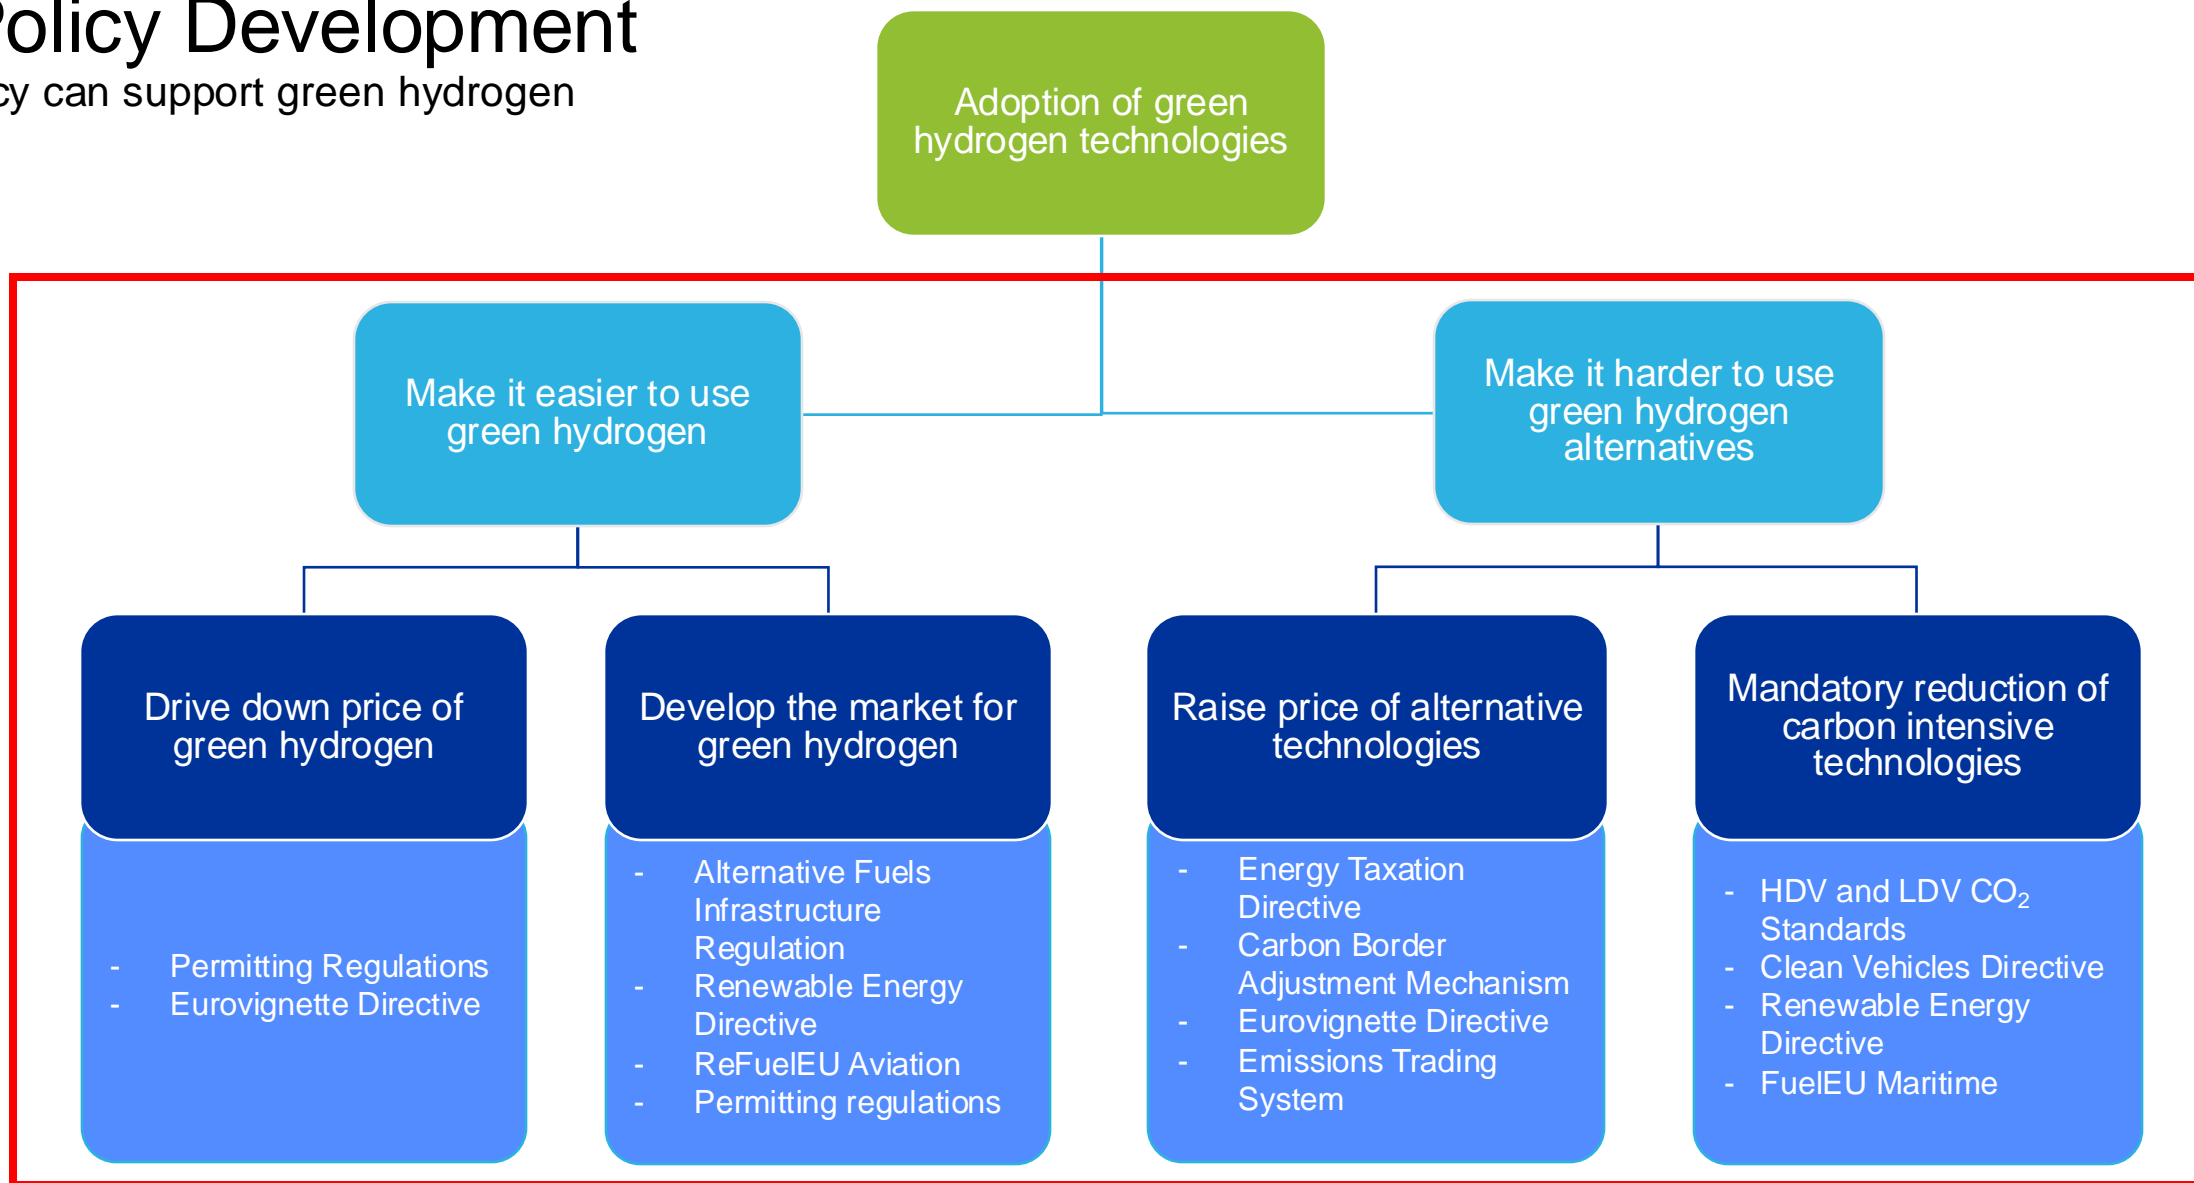 Policy Development
cy can support green hydrogen
Adoption of green
hydrogen technologies
Make it easier to use
green hydrogen
Make it harder to use
green hydrogen
alternatives
Drive down price of
green hydrogen
Develop the market for
green hydrogen
Raise price of alternative
technologies
Mandatory reduction of
carbon intensive
technologies
- Permitting Regulations
- Eurovignette Directive
- Alternative Fuels
Infrastructure
Regulation
- Renewable Energy
Directive
- ReFuelEU Aviation
- Permitting regulations
- Energy Taxation
Directive
- Carbon Border
Adjustment Mechanism
- Eurovignette Directive
- Emissions Trading
System
- HDV and LDV CO₂
Standards
- Clean Vehicles Directive
- Renewable Energy
Directive
- FuelEU Maritime